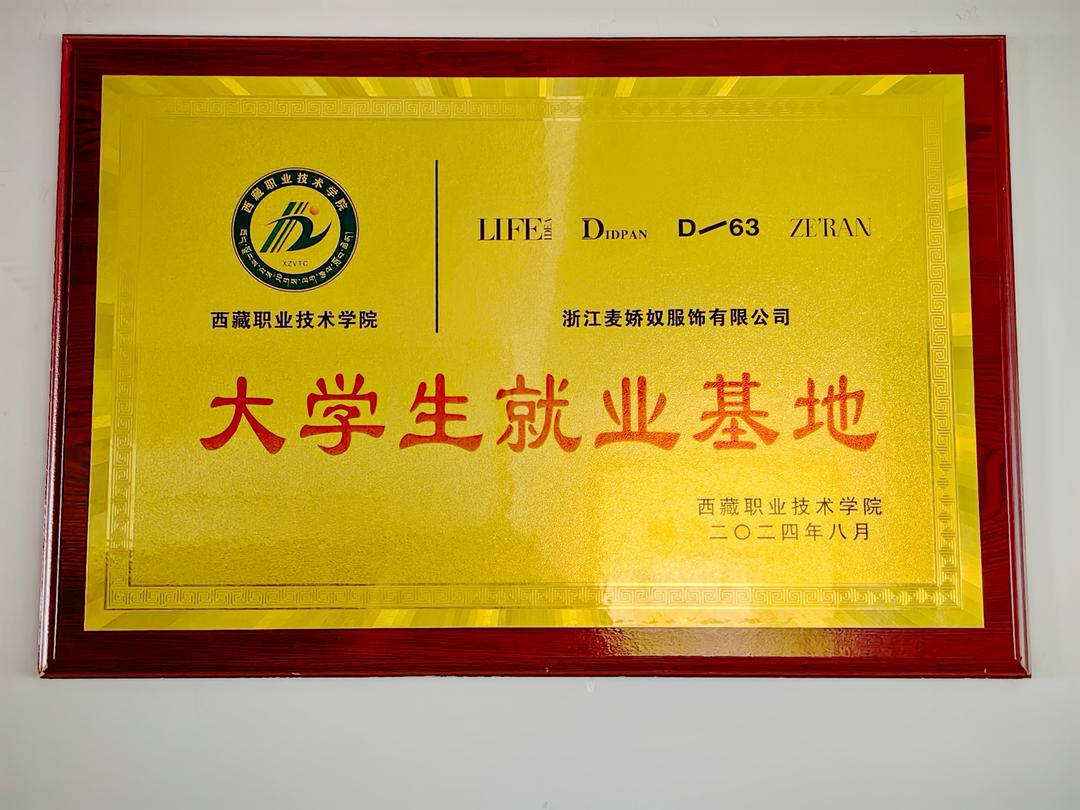 西藏职业技术学院
XZVTC
西藏职业技术学院
LIFE IDEA DIDPAN D—63 ZE'RAN
浙江麦娇奴服饰有限公司
大学生就业基地
西藏职业技术学院
二〇二四年八月